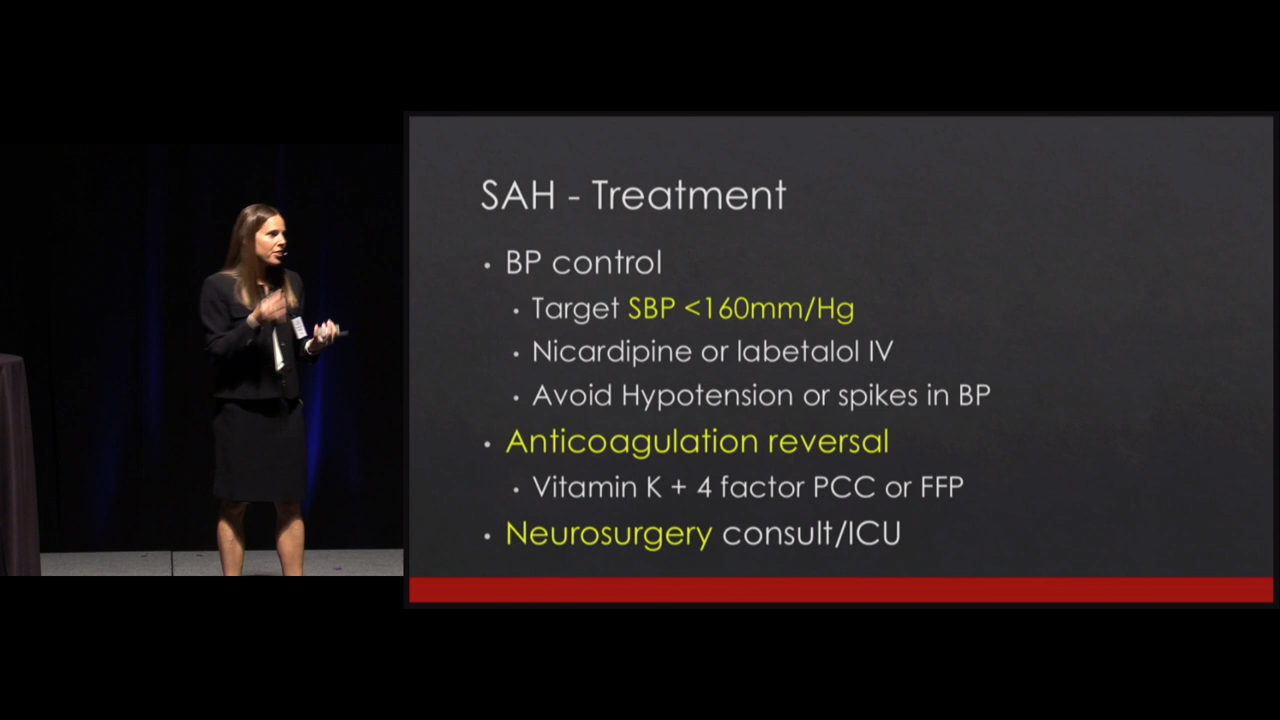 SAH - Treatment
• BP control
• Target SBP <160mm/Hg
• Nicardipine or labetalol IV
• Avoid Hypotension or spikes in BP
• Anticoagulation reversal
• Vitamin K + 4 factor PCC or FFP
• Neurosurgery consult/ICU